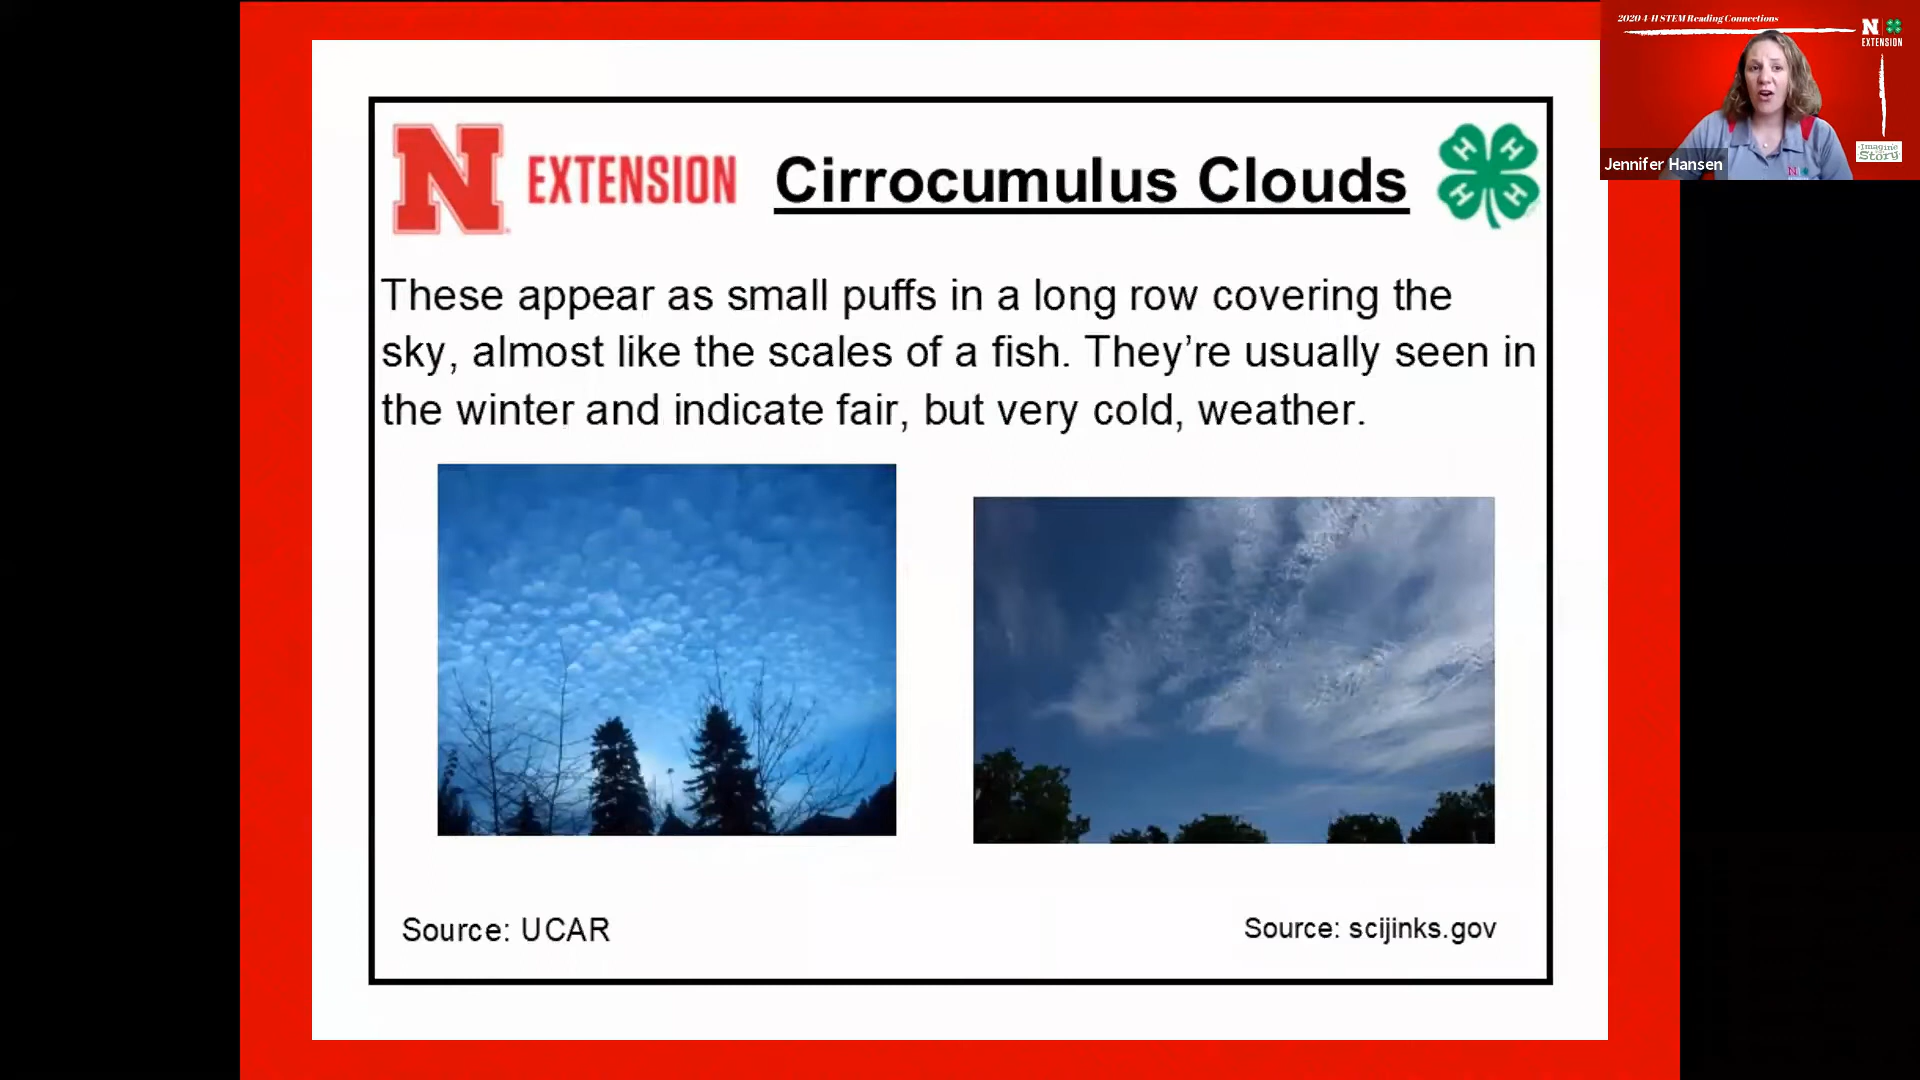 2020 4-H STEM Reading Connections
N
EXTENSION
Imagine
Story
Jennifer Hansen
N EXTENSION
Cirrocumulus Clouds
H H
H H
These appear as small puffs in a long row covering the
sky, almost like the scales of a fish. They’re usually seen in
the winter and indicate fair, but very cold, weather.
Source: UCAR
Source: scijinks.gov